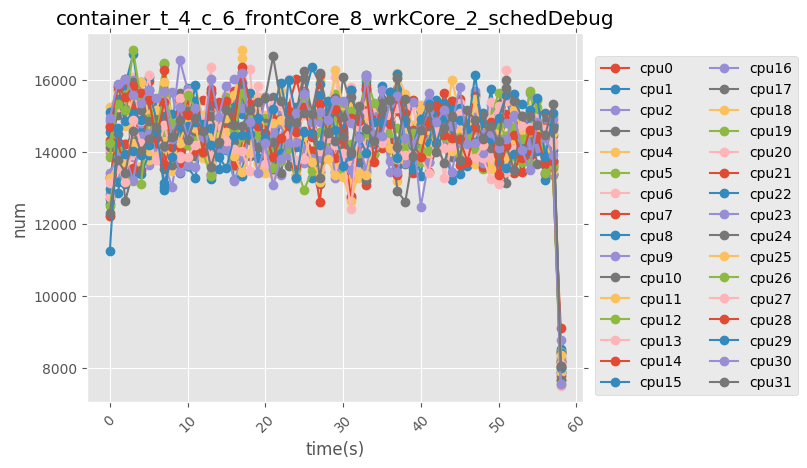 container_t_4_c_6_frontCore_8_wrkCore_2_schedDebug
num
16000
14000
12000
10000
8000
0
10
20
30
40
50
60
time(s)
cpu0
cpu1
cpu2
cpu3
cpu4
cpu5
cpu6
cpu7
cpu8
cpu9
cpu10
cpu11
cpu12
cpu13
cpu14
cpu15
cpu16
cpu17
cpu18
cpu19
cpu20
cpu21
cpu22
cpu23
cpu24
cpu25
cpu26
cpu27
cpu28
cpu29
cpu30
cpu31